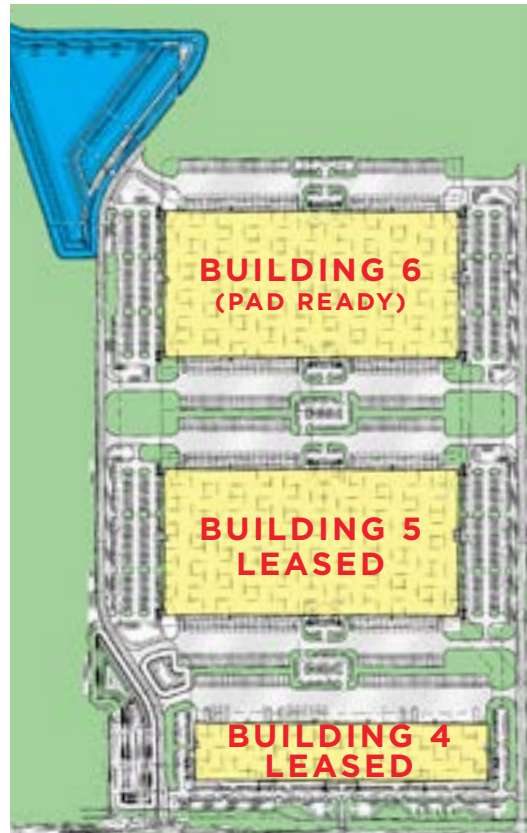 BUILDING 6
(PAD READY)
BUILDING 5
LEASED
BUILDING 4
LEASED